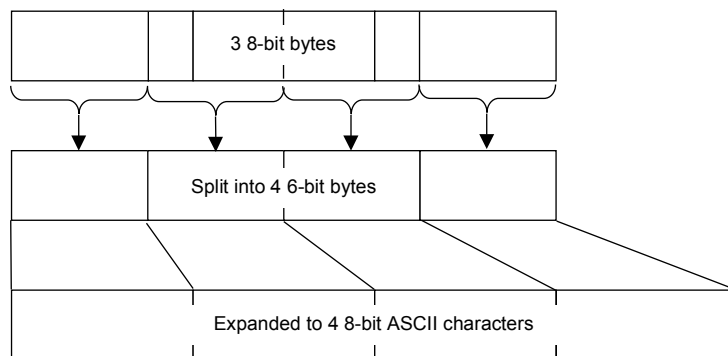 3 8-bit bytes
Split into 4 6-bit bytes
Expanded to 4 8-bit ASCII characters